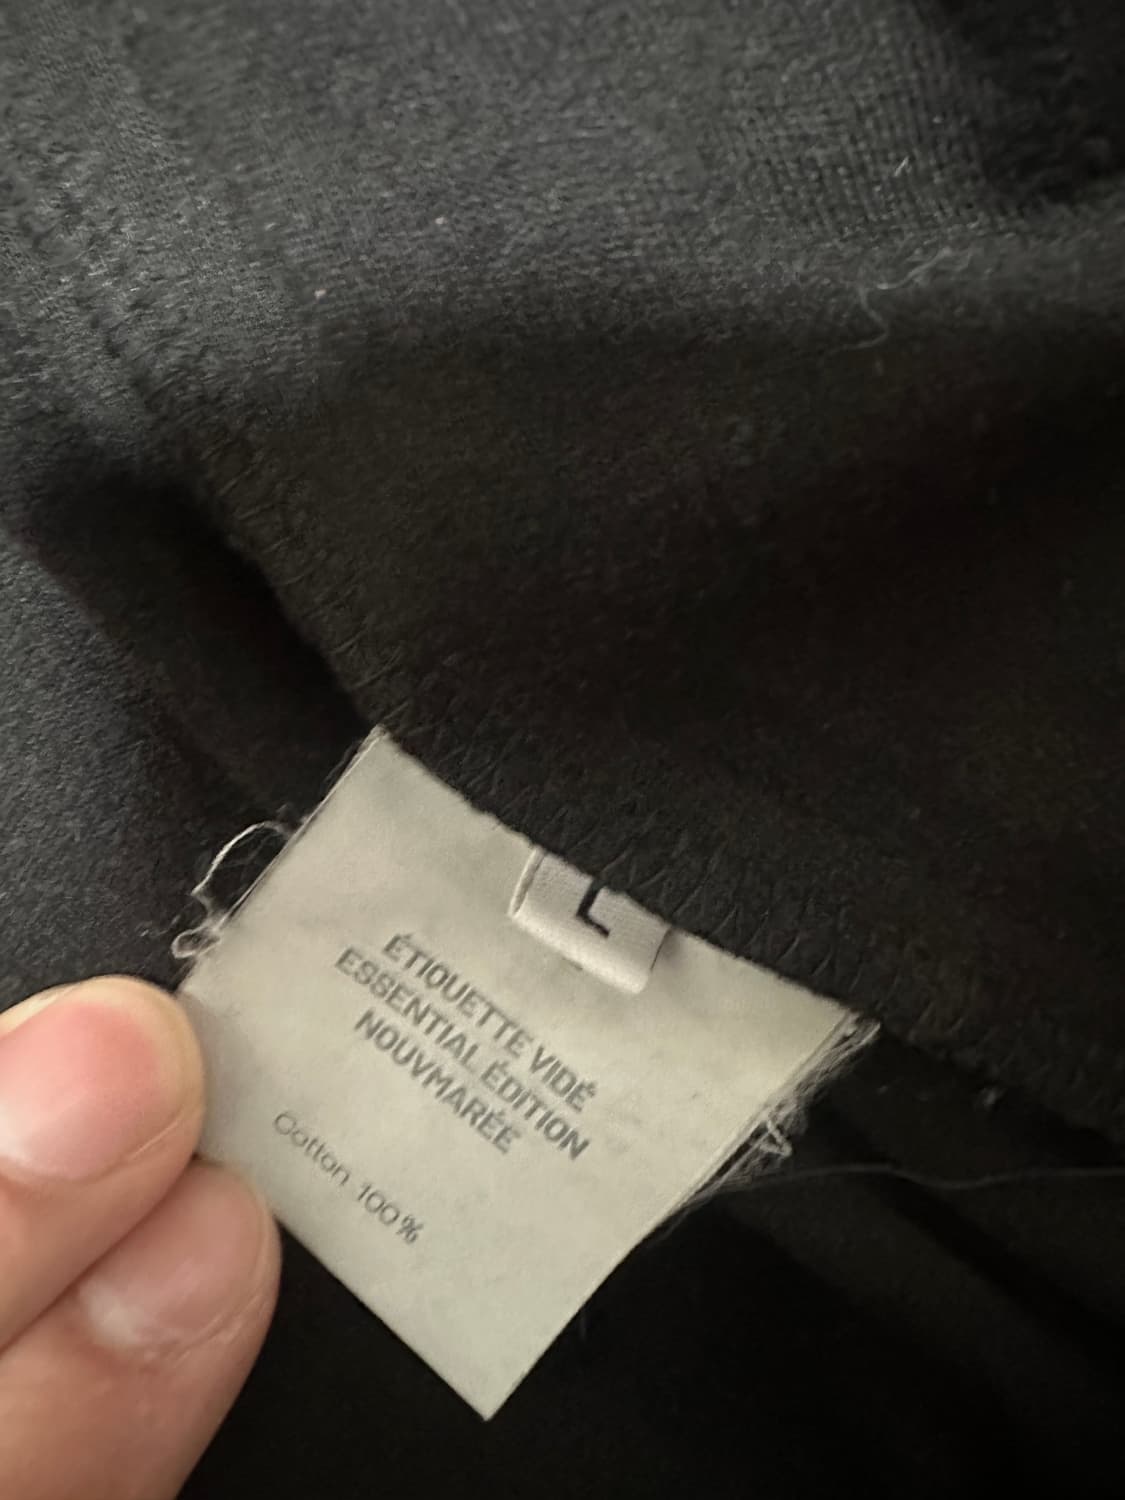 L
ÉTIQUETTE VIDÉ
ESSENTIAL ÉDITION
NOUVMARÉE
Cotton 100%